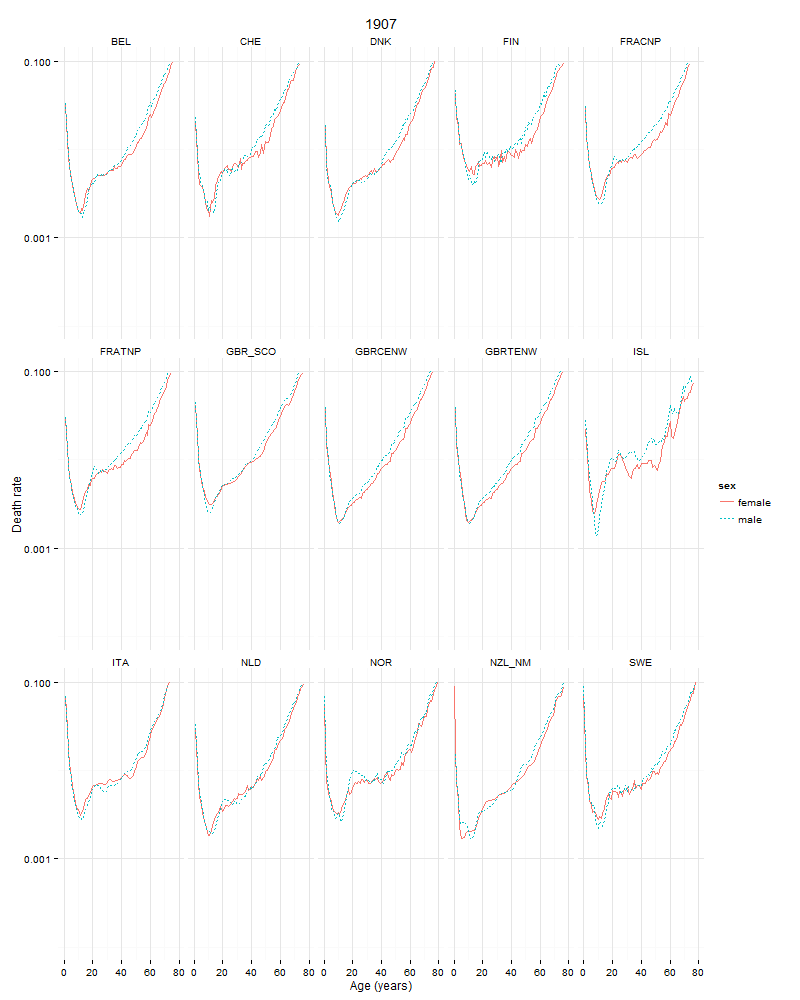 1907
BEL CHE DNK FIN FRACNP
0.100
0.001
FRATNP GBR_SCO GBRCENW GBRTENW ISL
0.100
0.001
ITA NLD NOR NZL_NM SWE
0.100
0.001
0 20 40 60 80 0 20 40 60 80 0 20 40 60 80 0 20 40 60 80 0 20 40 60 80
Age (years)
Death rate
sex
female
male